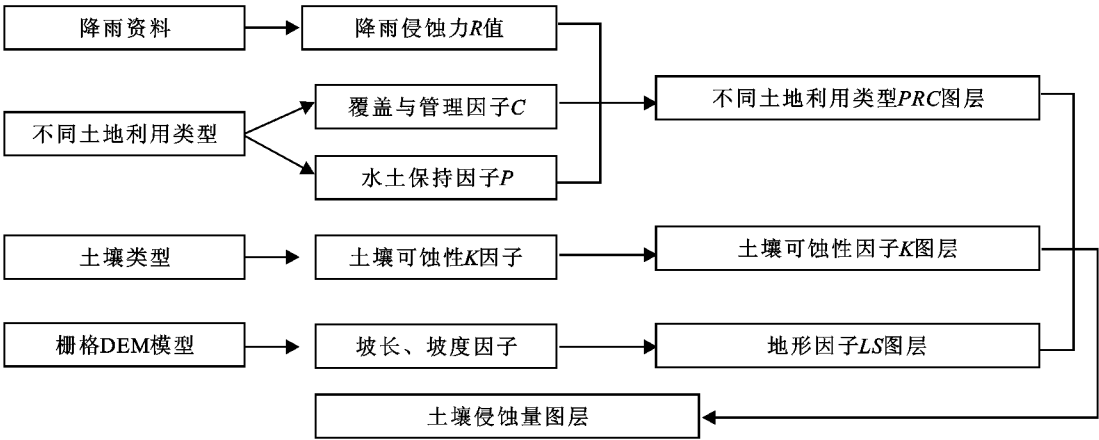 降雨资料
降雨侵蚀力R值
不同土地利用类型
覆盖与管理因子C
水土保持因子P
不同土地利用类型PRC图层
土壤类型
土壤可蚀性K因子
土壤可蚀性因子K图层
栅格DEM模型
坡长、坡度因子
地形因子LS图层
土壤侵蚀量图层